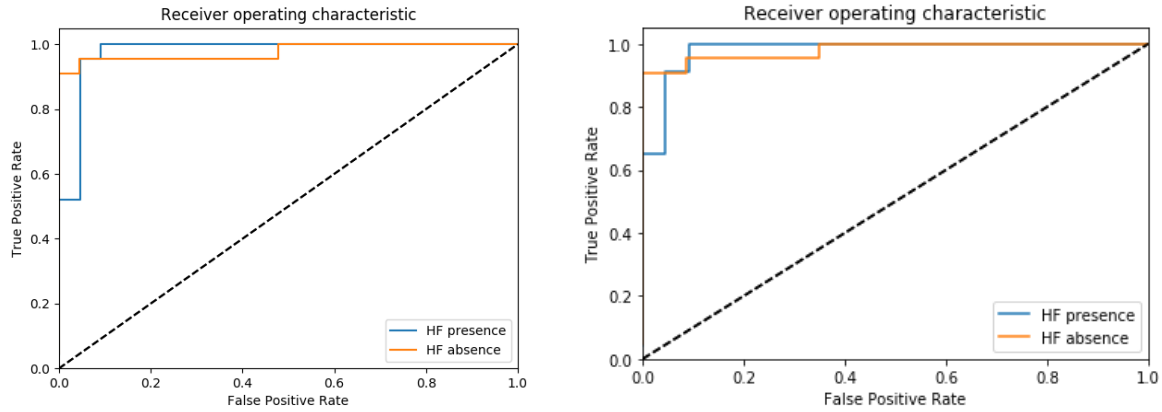 Receiver operating characteristic
True Positive Rate
1.0
0.8
0.6
0.4
0.2
0.0
0.0 0.2 0.4 0.6 0.8 1.0
False Positive Rate
HF presence
HF absence
Receiver operating characteristic
True Positive Rate
1.0
0.8
0.6
0.4
0.2
0.0
0.0 0.2 0.4 0.6 0.8 1.0
False Positive Rate
HF presence
HF absence